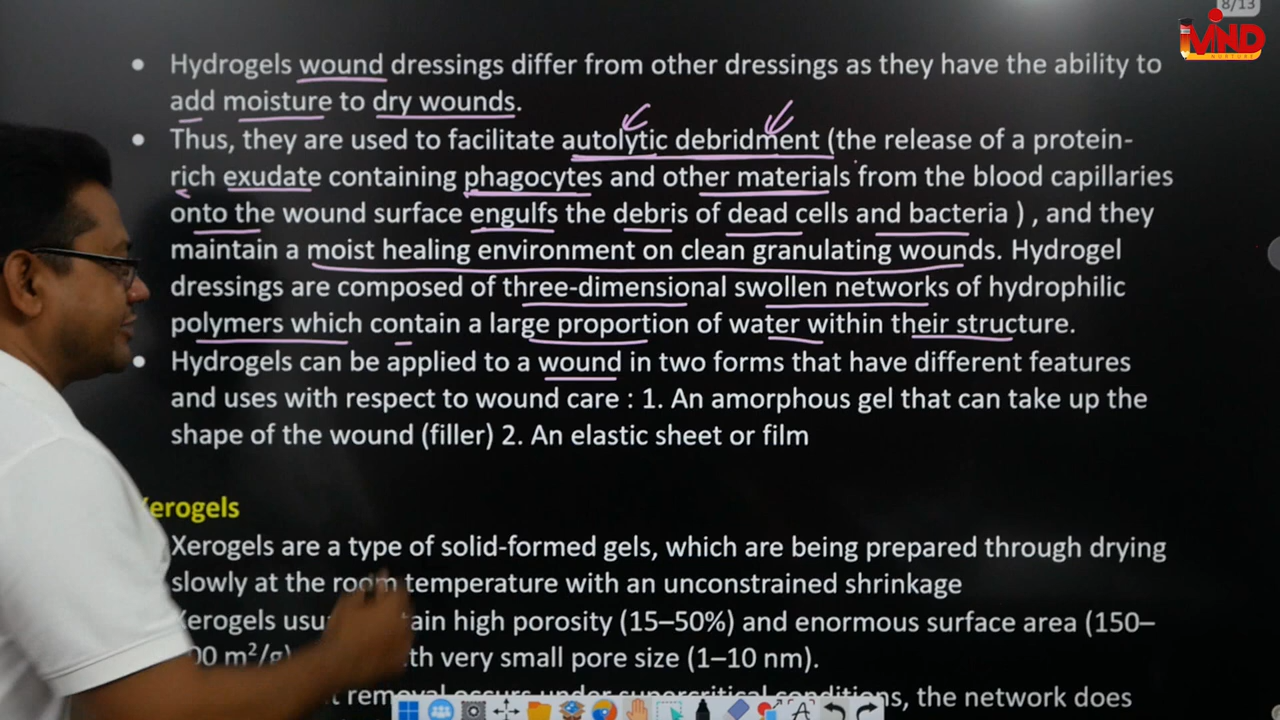 8/13
MIND
NURTURE
• Hydrogels wound dressings differ from other dressings as they have the ability to
add moisture to dry wounds.
• Thus, they are used to facilitate autolytic debridment (the release of a protein-
rich exudate containing phagocytes and other materials from the blood capillaries
onto the wound surface engulfs the debris of dead cells and bacteria ) , and they
maintain a moist healing environment on clean granulating wounds. Hydrogel
dressings are composed of three-dimensional swollen networks of hydrophilic
polymers which contain a large proportion of water within their structure.
• Hydrogels can be applied to a wound in two forms that have different features
and uses with respect to wound care : 1. An amorphous gel that can take up the
shape of the wound (filler) 2. An elastic sheet or film
erogels
Xerogels are a type of solid-formed gels, which are being prepared through drying
slowly at the room temperature with an unconstrained shrinkage
high porosity (15–50%) and enormous surface area (150–
m²/g) very small pore size (1–10 nm).
occurs under supercritical conditions, the network does